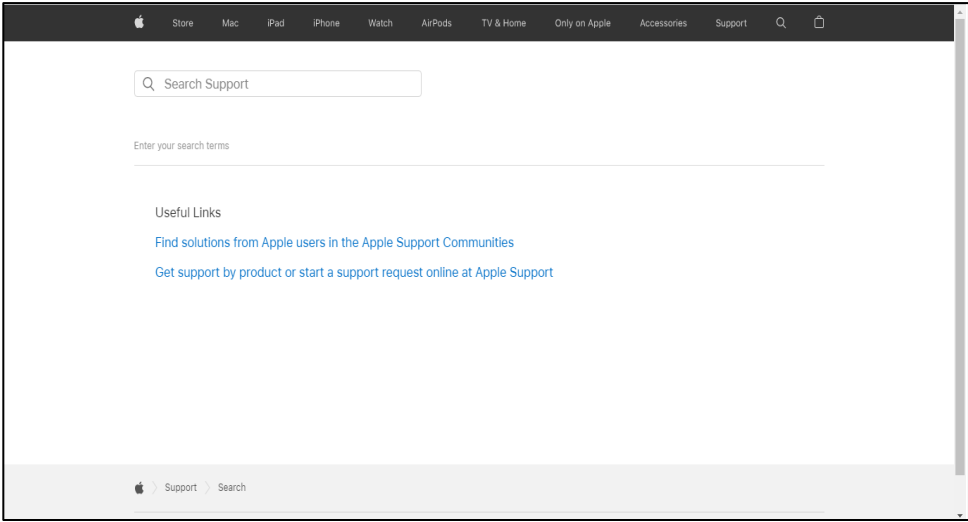 Store Mac iPad iPhone Watch AirPods TV & Home Only on Apple Accessories Support
Search Support
Enter your search terms
Useful Links
Find solutions from Apple users in the Apple Support Communities
Get support by product or start a support request online at Apple Support
Support Search